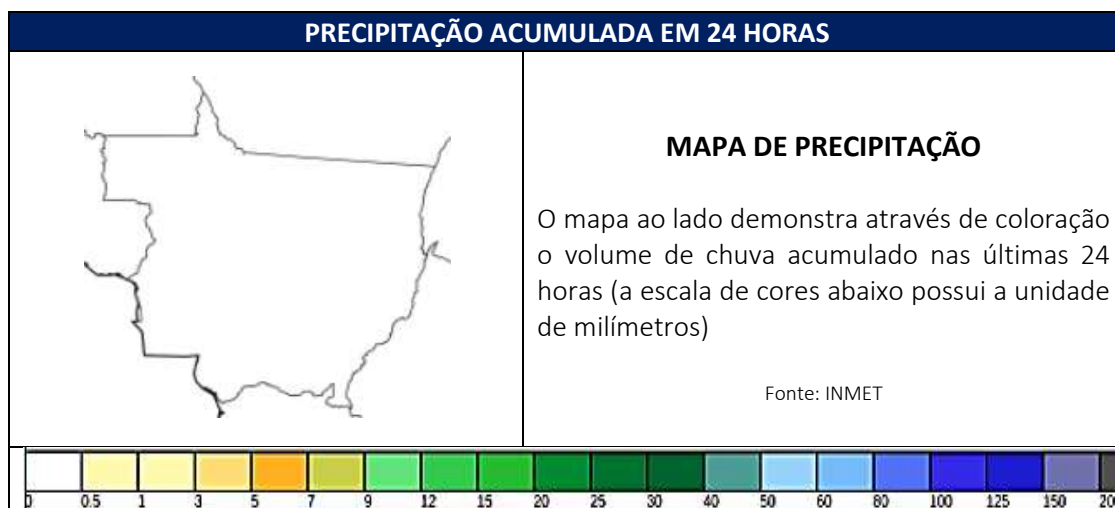 PRECIPITAÇÃO ACUMULADA EM 24 HORAS
MAPA DE PRECIPITAÇÃO
O mapa ao lado demonstra através de coloração
o volume de chuva acumulado nas últimas 24
horas (a escala de cores abaixo possui a unidade
de milímetros)
Fonte: INMET
0 0.5 1 3 5 7 9 12 15 20 25 30 40 50 60 80 100 125 150